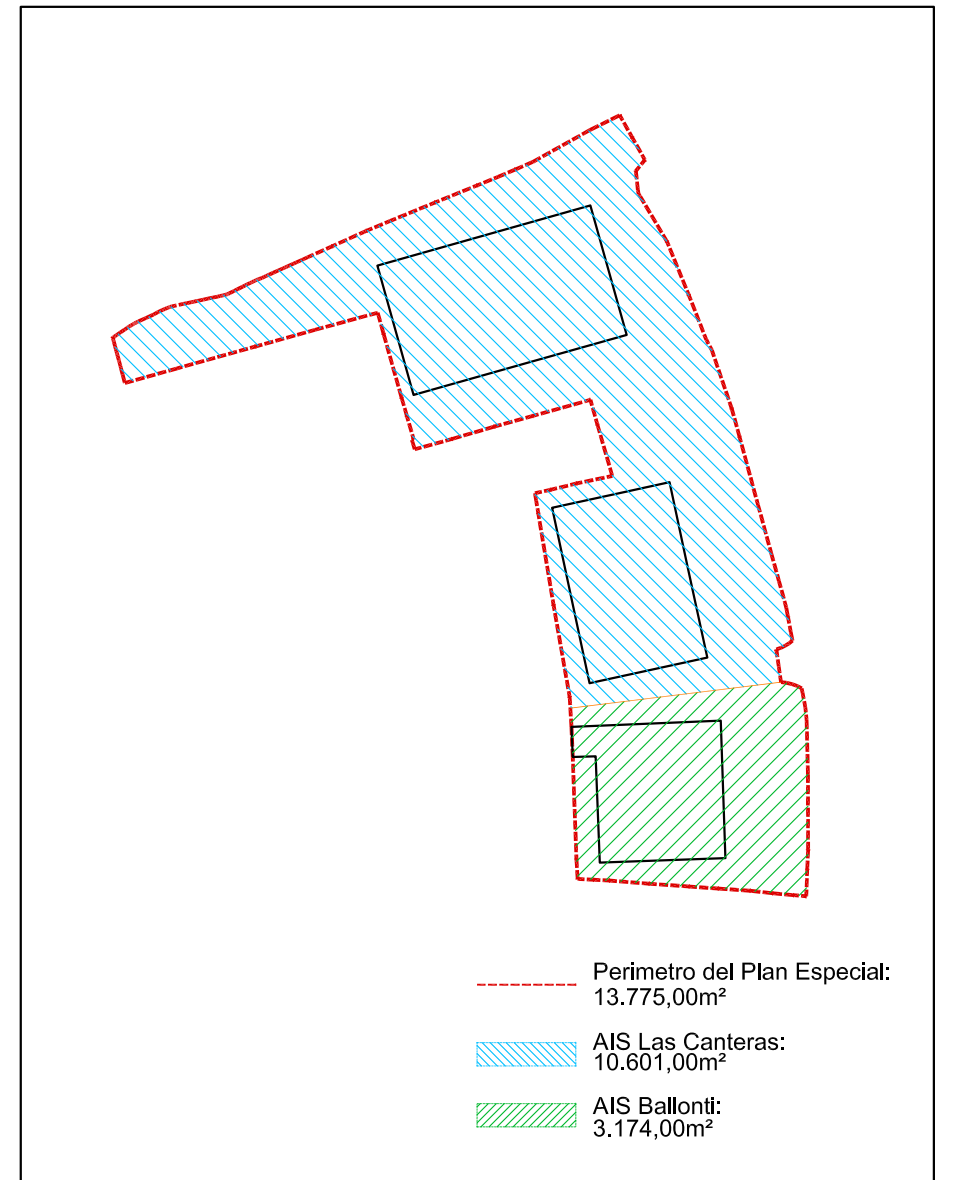 Perimetro del Plan Especial:
13.775,00m²
AIS Las Canteras:
10.601,00m²
AIS Ballonti:
3.174,00m²